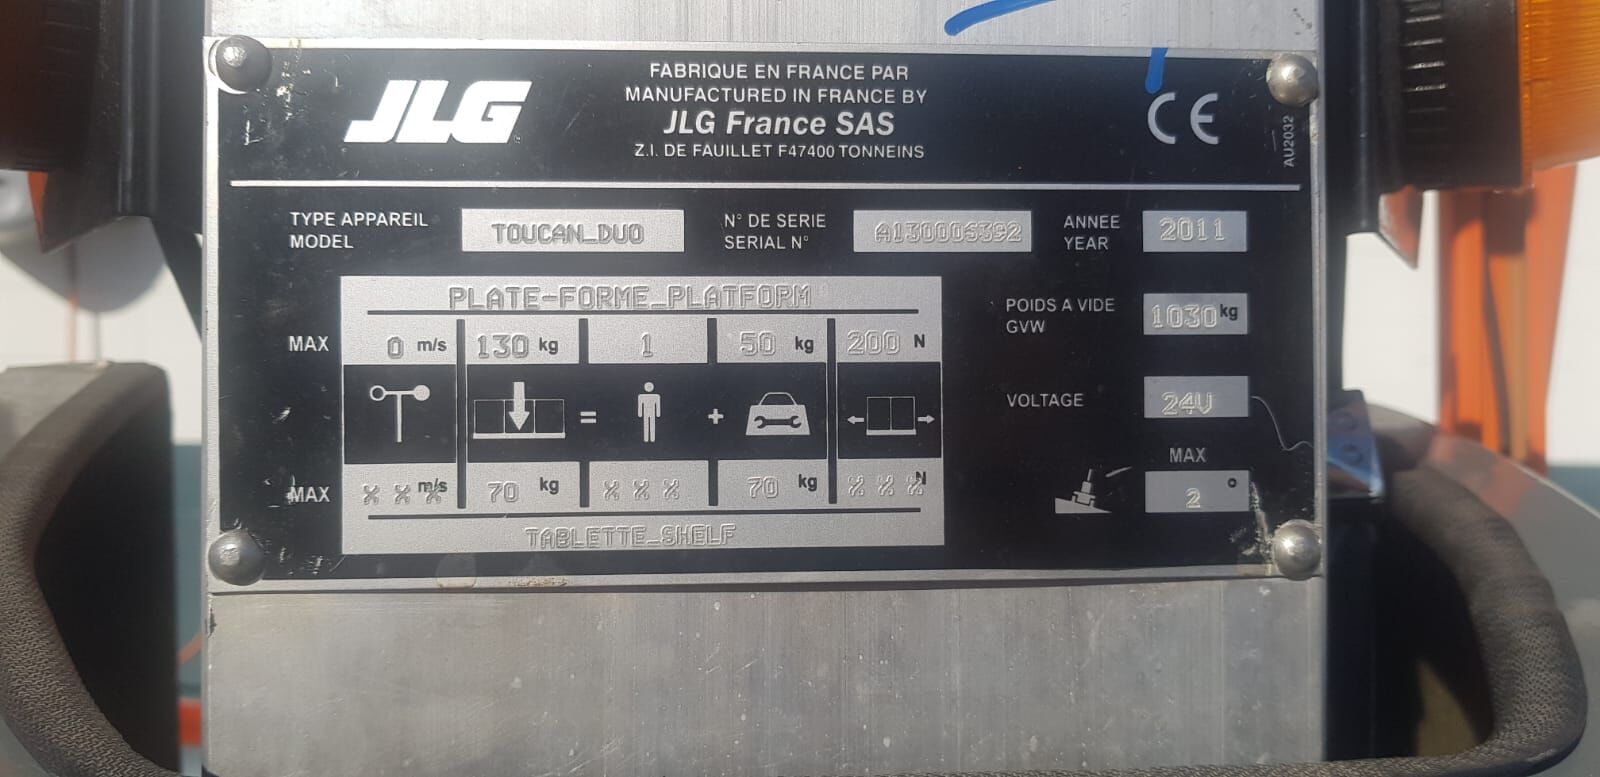 JLG
FABRIQUE EN FRANCE PAR
MANUFACTURED IN FRANCE BY
JLG France SAS
Z.I. DE FAUILLET F47400 TONNEINS
CE
AU2032
TYPE APPAREIL
MODEL
TOUCAN_DUO
N° DE SERIE
SERIAL N°
A130006392
ANNEE
YEAR
2011
PLATE-FORME_PLATFORM
MAX 0 m/s 130 kg 1 50 kg 200 N
= +
MAX X X X m/s 70 kg X X X 70 kg X X X N
TABLETTE_SHELF
POIDS A VIDE
GVW
1030 kg
VOLTAGE
24V
MAX
2 °